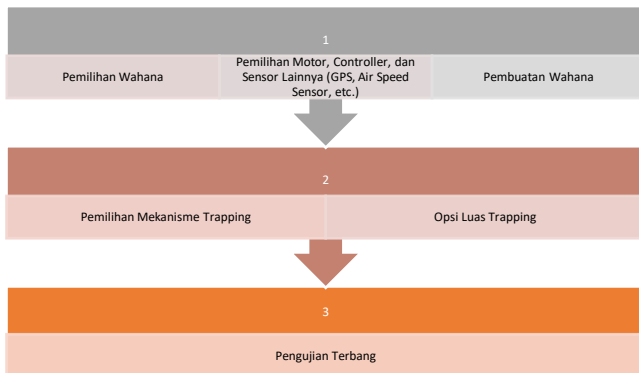 1
Pemilihan Wahana
Pemilihan Motor, Controller, dan
Sensor Lainnya (GPS, Air Speed
Sensor, etc.)
Pembuatan Wahana
2
Pemilihan Mekanisme Trapping
Opsi Luas Trapping
3
Pengujian Terbang